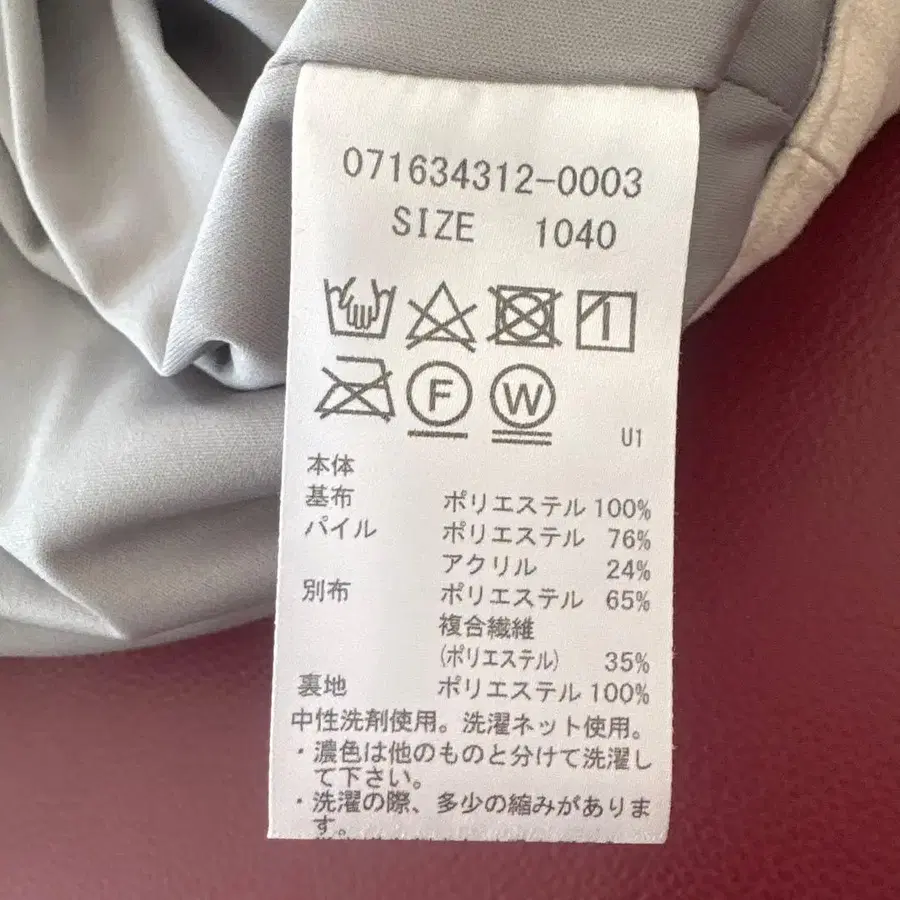 071634312-0003
SIZE 1040
F W
U1
本体
基布 ポリエステル 100%
パイル ポリエステル 76%
アクリル 24%
別布 ポリエステル 65%
複合繊維
(ポリエステル) 35%
裏地 ポリエステル 100%
中性洗剤使用。洗濯ネット使用。
・濃色は他のものと分けて洗濯し
て下さい。
・洗濯の際、多少の縮みがありま
す。